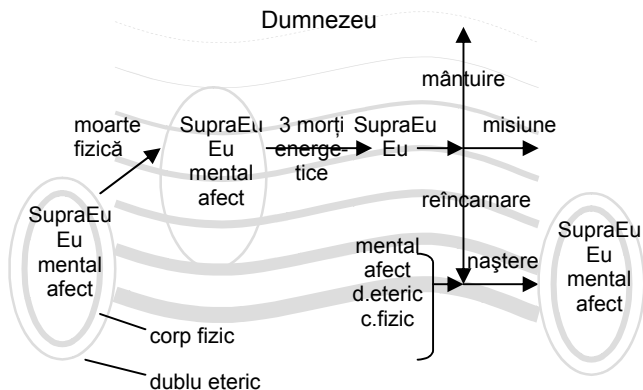 Dumnezeu
mântuire
moarte
fizică
SupraEu
Eu
mental
afect
3 morți
energe-
tice
SupraEu
Eu
misiune
reîncarnare
SupraEu
Eu
mental
afect
mental
afect
d.eteric
c.fizic
naştere
SupraEu
Eu
mental
afect
corp fizic
dublu eteric